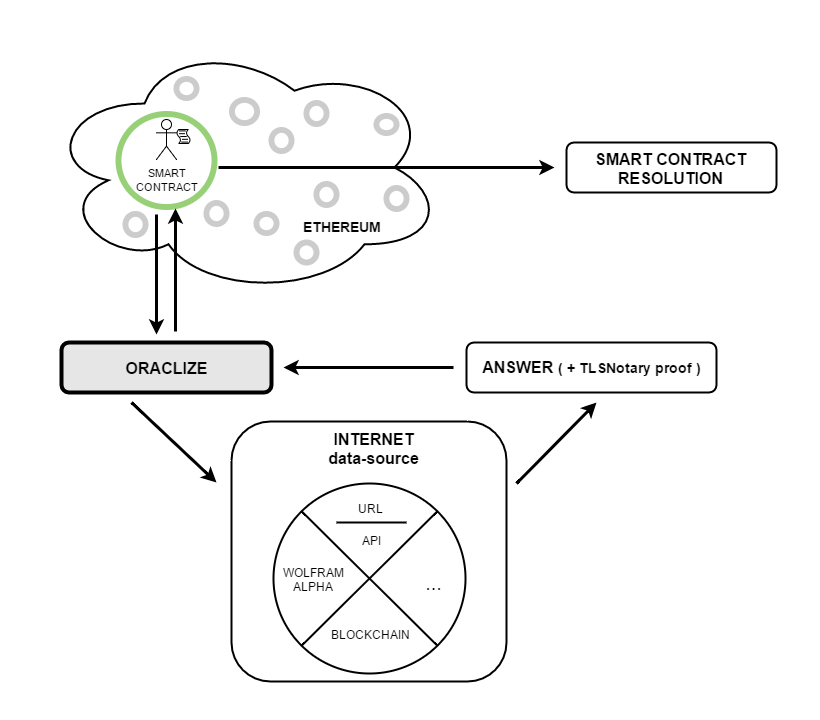 SMART
CONTRACT
SMART CONTRACT
RESOLUTION
ETHEREUM
ORACLIZE
ANSWER ( + TLSNotary proof )
INTERNET
data-source
URL
API
WOLFRAM
ALPHA
...
BLOCKCHAIN